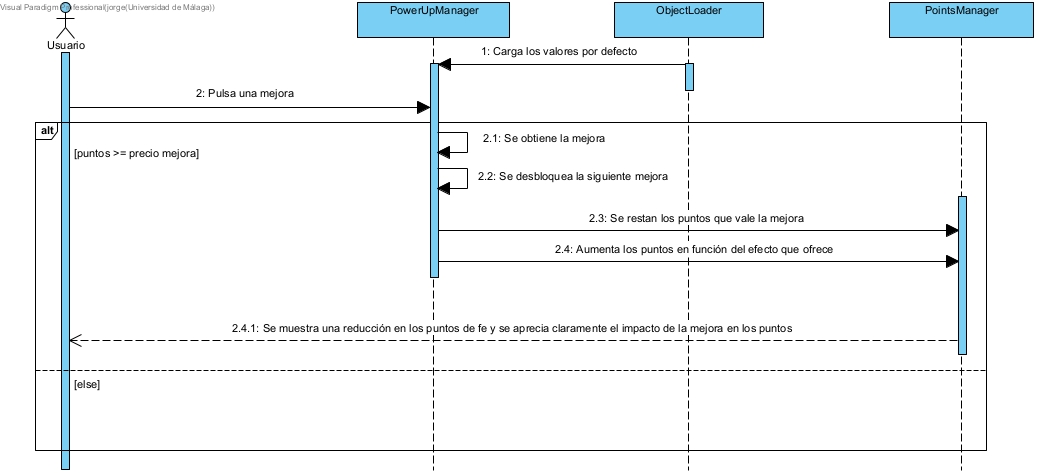 Visual Paradigm Professional(jorge(Universidad de Málaga))
Usuario
PowerUpManager
ObjectLoader
PointsManager
1: Carga los valores por defecto
2: Pulsa una mejora
alt
2.1: Se obtiene la mejora
[puntos >= precio mejora]
2.2: Se desbloquea la siguiente mejora
2.3: Se restan los puntos que vale la mejora
2.4: Aumenta los puntos en función del efecto que ofrece
2.4.1: Se muestra una reducción en los puntos de fe y se aprecia claramente el impacto de la mejora en los puntos
[else]